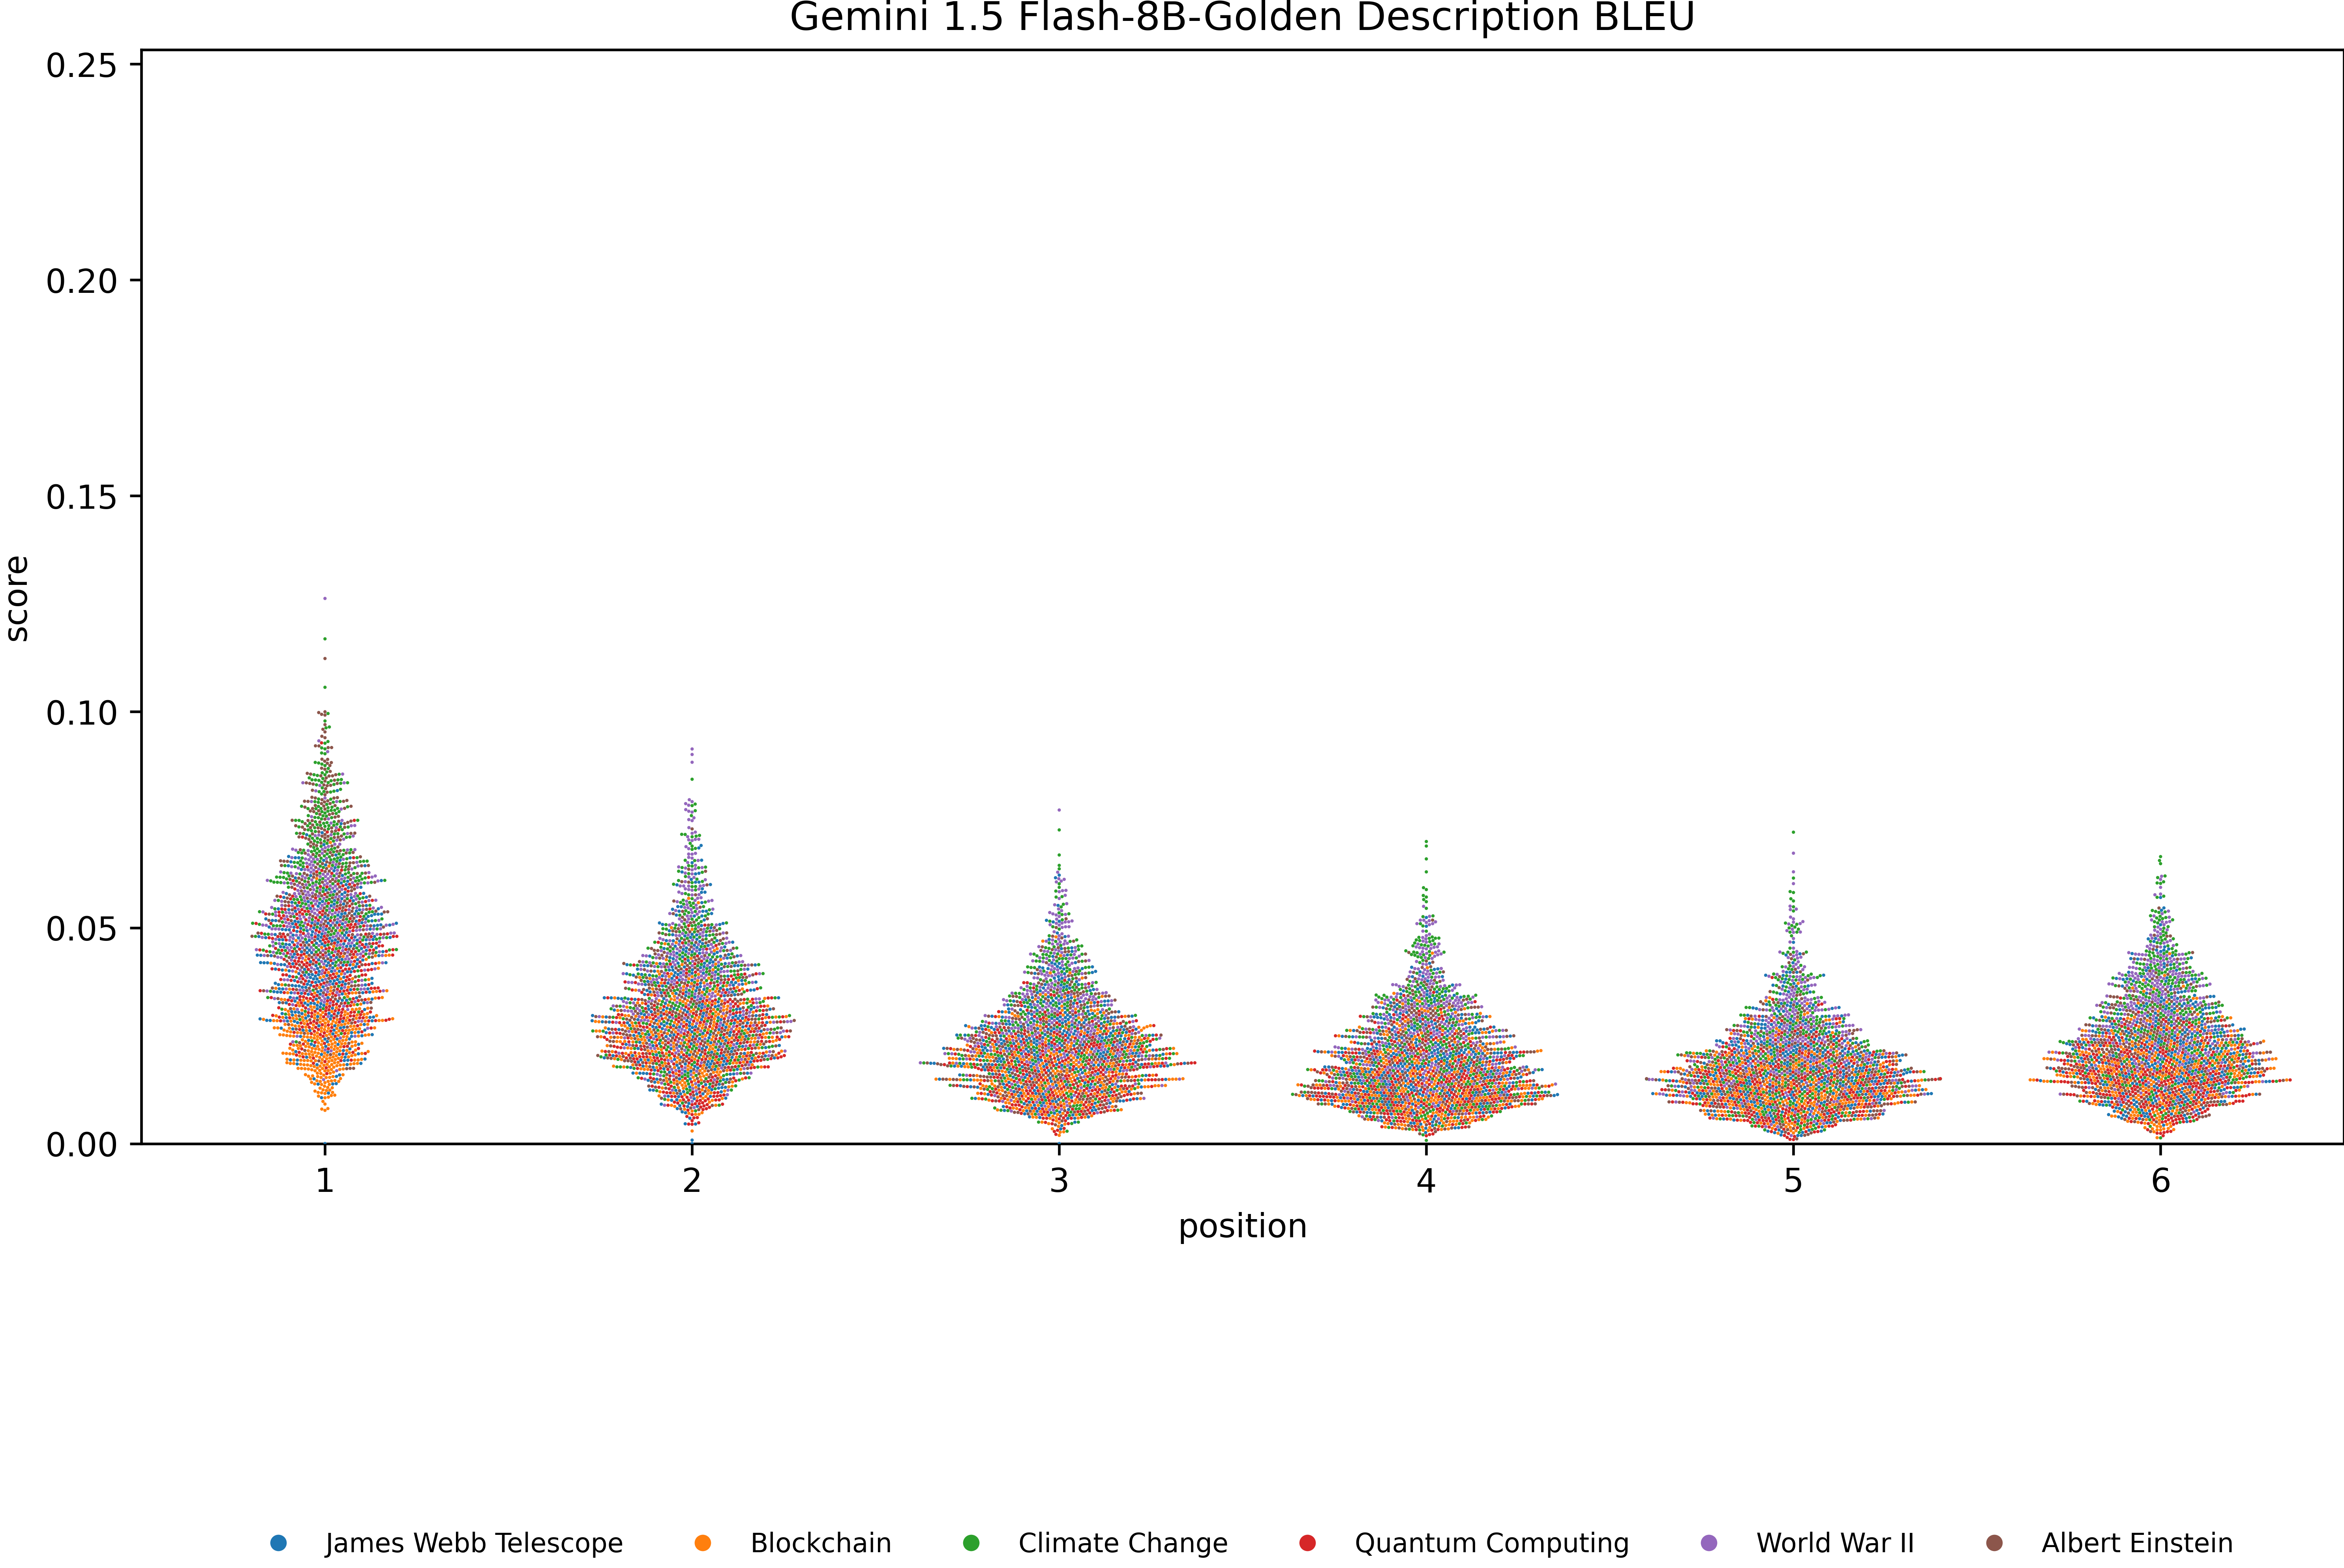 Gemini 1.5 Flash-8B-Golden Description BLEU
0.25
0.20
0.15
0.10
0.05
0.00
score
1 2 3 4 5 6
position
James Webb Telescope Blockchain Climate Change Quantum Computing World War II Albert Einstein